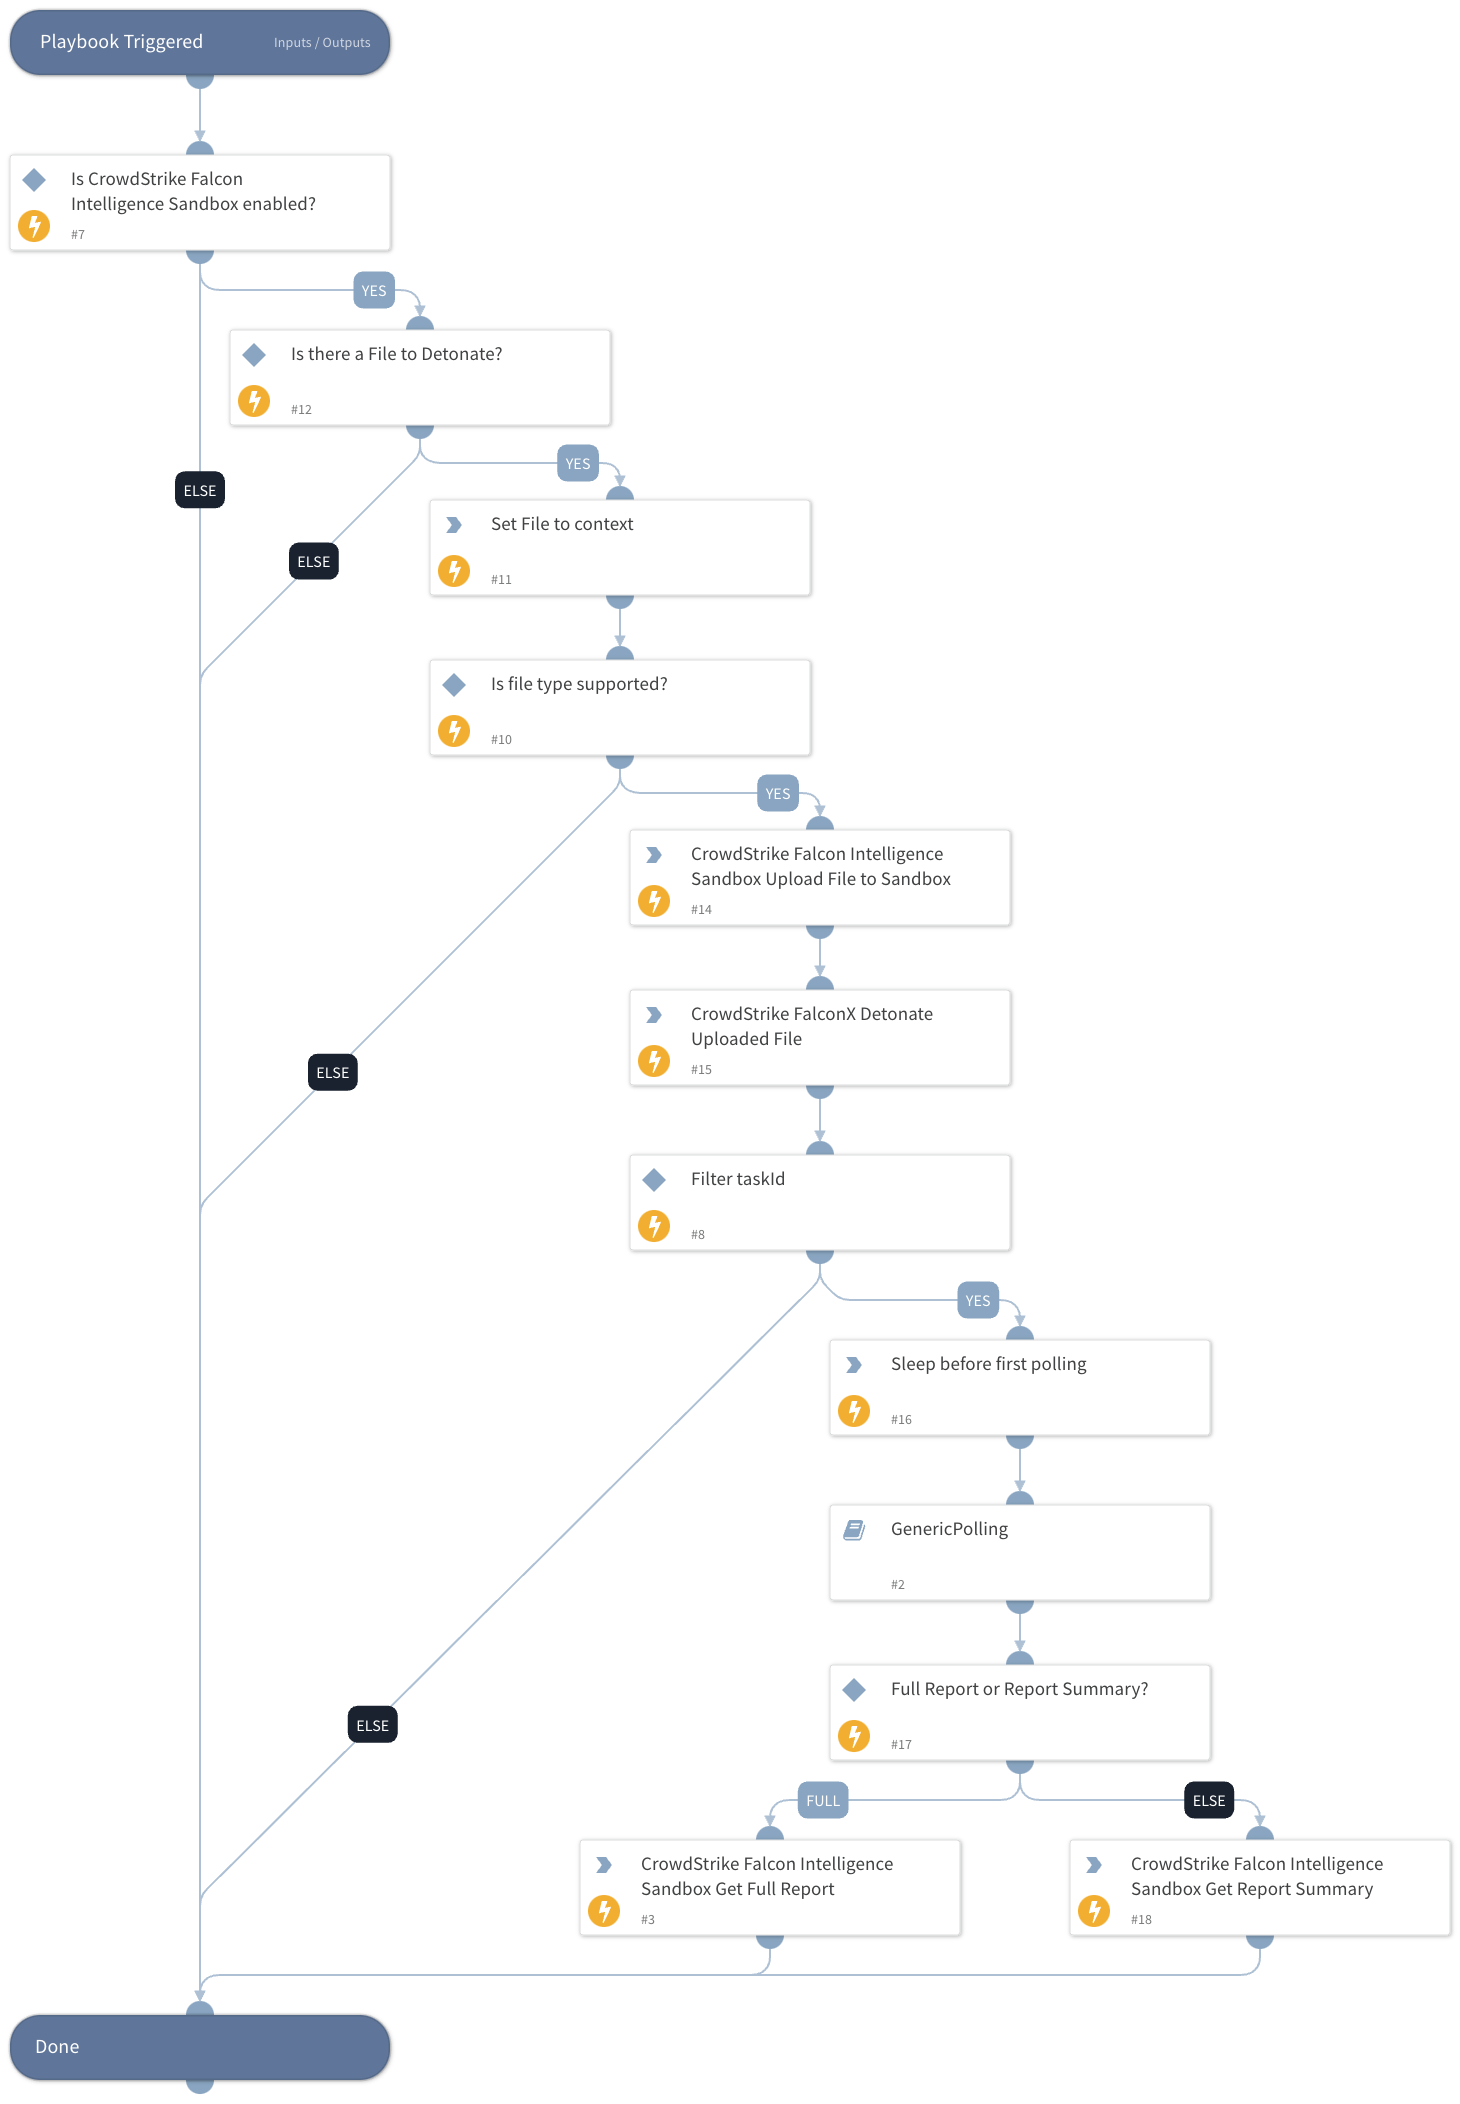 Playbook Triggered
Inputs / Outputs
Is CrowdStrike Falcon
Intelligence Sandbox enabled?
#7
YES
Is there a File to Detonate?
#12
YES
ELSE
Set File to context
#11
ELSE
Is file type supported?
#10
YES
CrowdStrike Falcon Intelligence
Sandbox Upload File to Sandbox
#14
CrowdStrike FalconX Detonate
Uploaded File
#15
ELSE
Filter taskId
#8
YES
Sleep before first polling
#16
GenericPolling
#2
Full Report or Report Summary?
#17
ELSE
FULL
ELSE
CrowdStrike Falcon Intelligence
Sandbox Get Full Report
#3
CrowdStrike Falcon Intelligence
Sandbox Get Report Summary
#18
Done